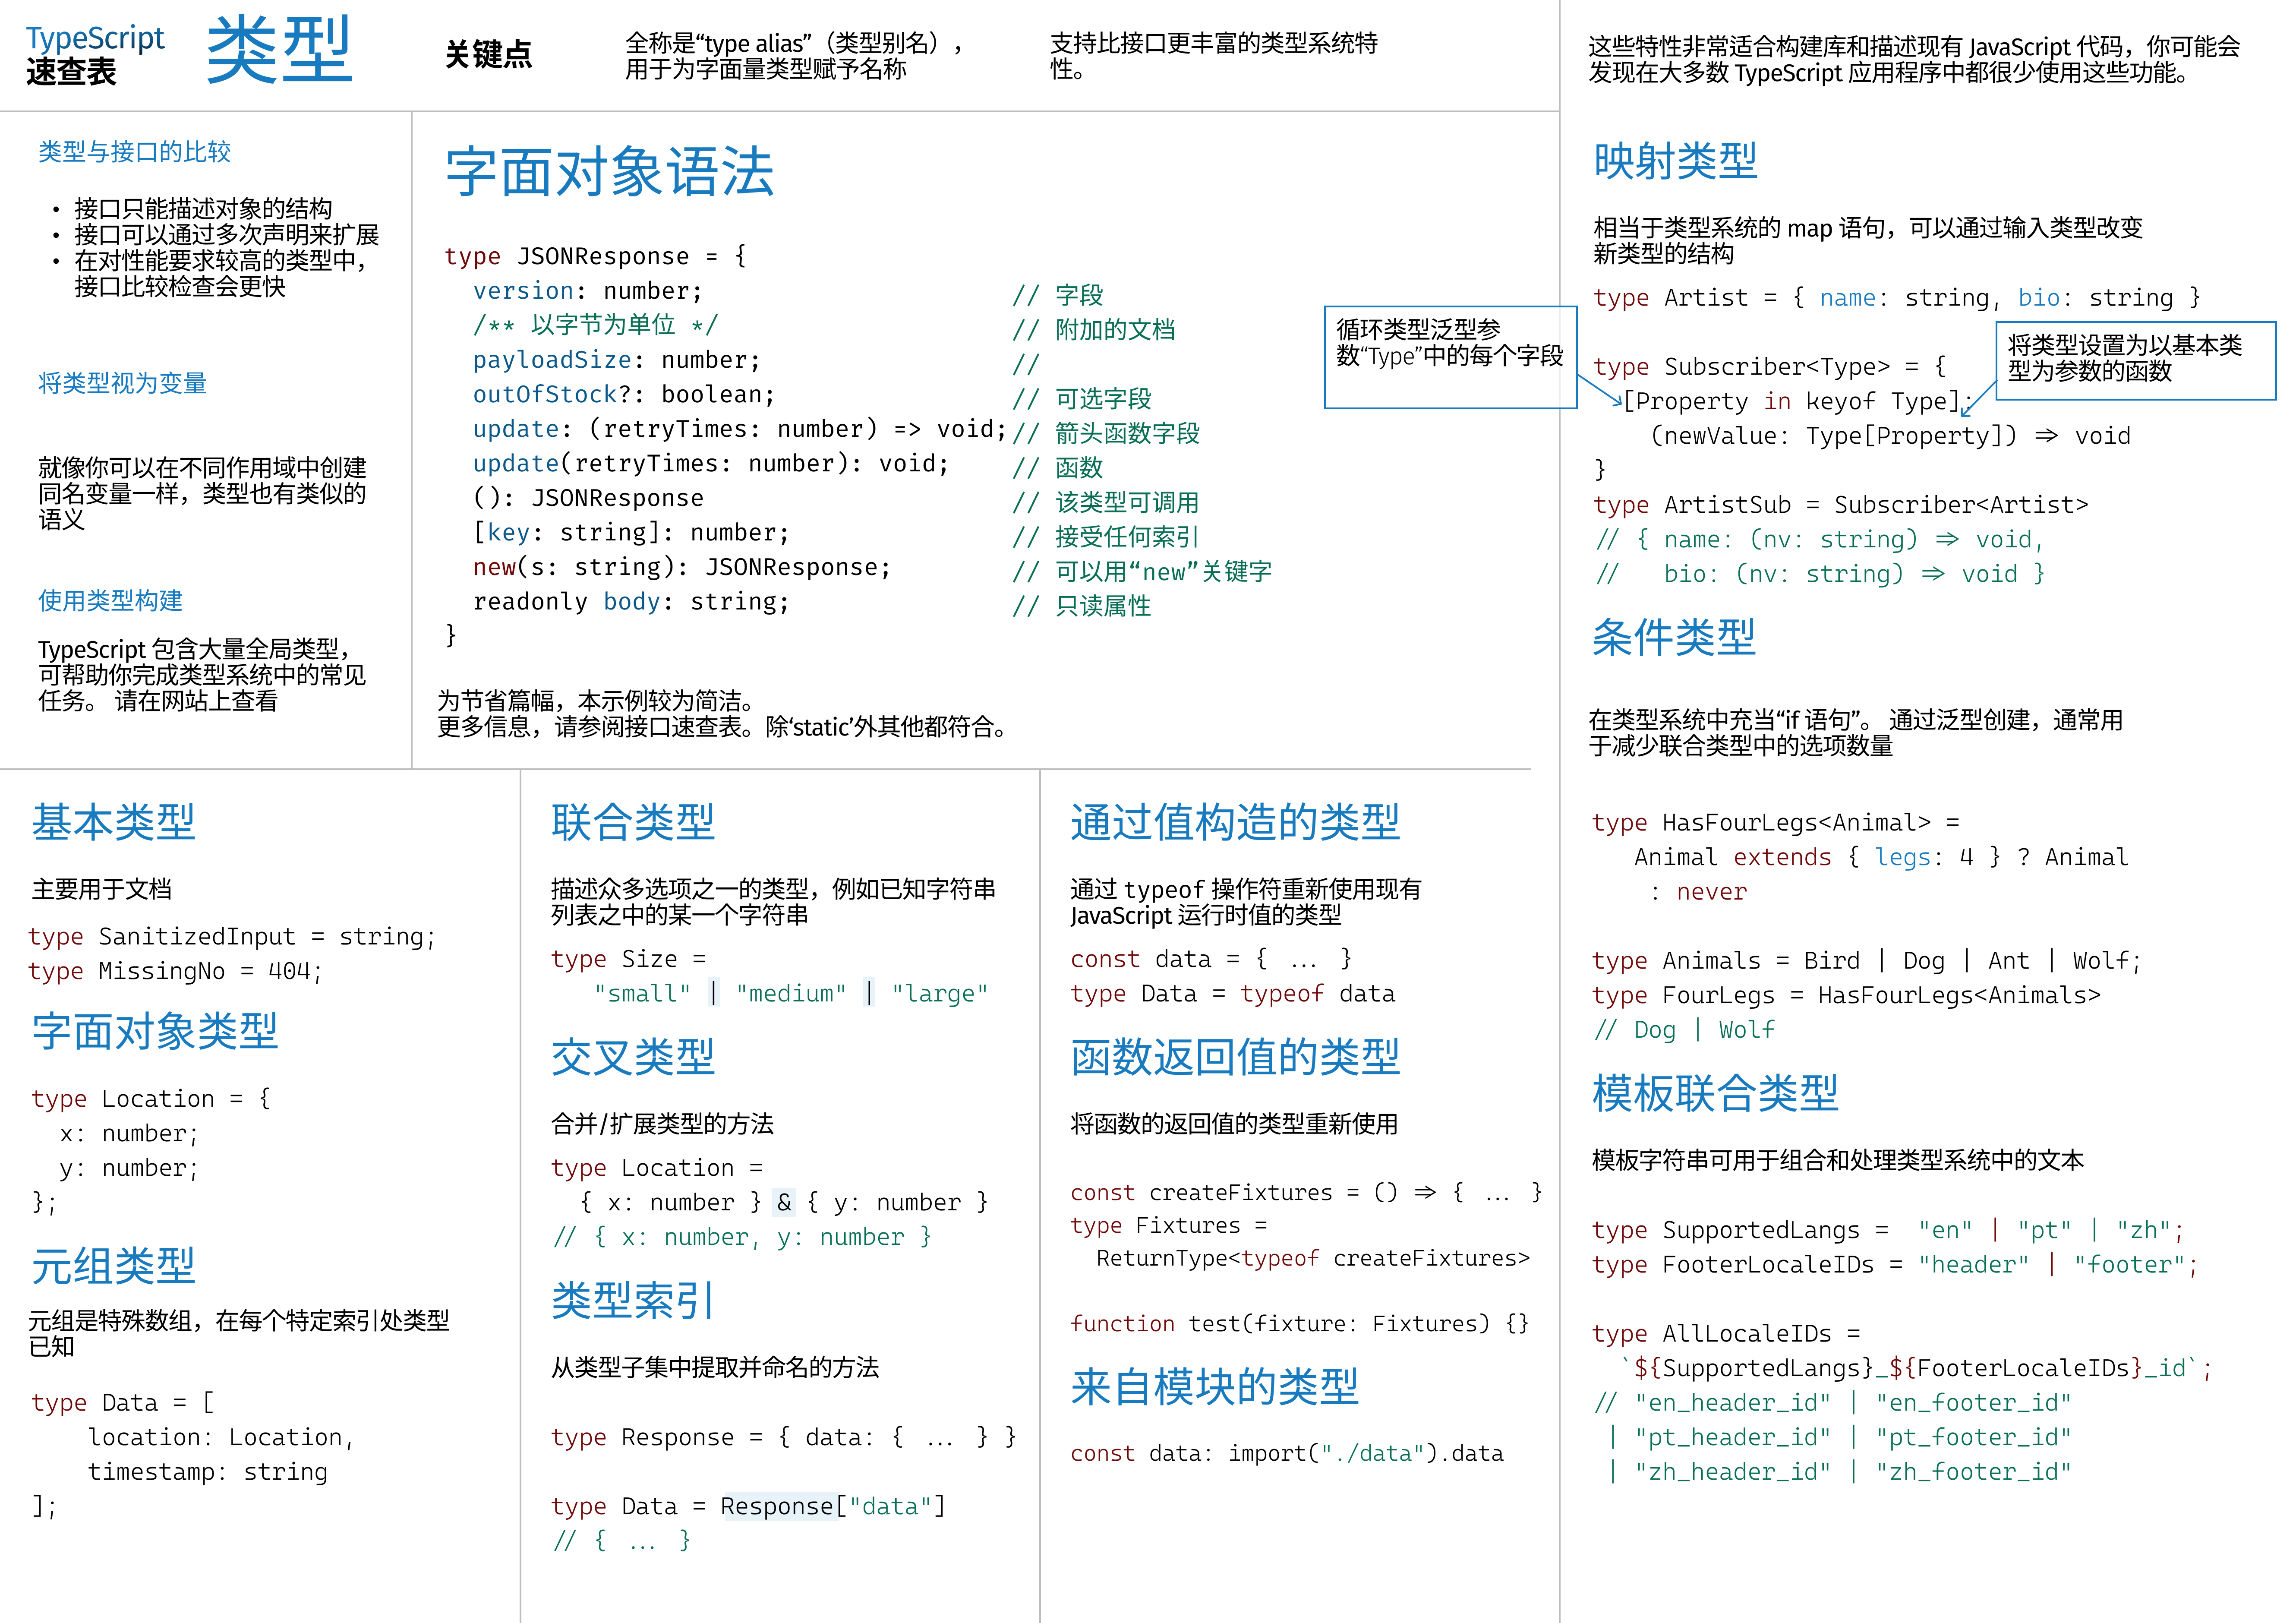 TypeScript
速查表
类型
关键点
全称是“type alias”（类型别名），
用于为字面量类型赋予名称
支持比接口更丰富的类型系统特
性。
类型与接口的比较
• 接口只能描述对象的结构
• 接口可以通过多次声明来扩展
• 在对性能要求较高的类型中，
接口比较检查会更快
将类型视为变量
就像你可以在不同作用域中创建
同名变量一样，类型也有类似的
语义
使用类型构建
TypeScript 包含大量全局类型，
可帮助你完成类型系统中的常见
任务。 请在网站上查看
字面对象语法
type JSONResponse = {
version: number; // 字段
/** 以字节为单位 */ // 附加的文档
payloadSize: number; //
outOfStock?: boolean; // 可选字段
update: (retryTimes: number) => void; // 箭头函数字段
update(retryTimes: number): void; // 函数
(): JSONResponse // 该类型可调用
[key: string]: number; // 接受任何索引
new(s: string): JSONResponse; // 可以用“new”关键字
readonly body: string; // 只读属性
}
为节省篇幅，本示例较为简洁。
更多信息，请参阅接口速查表。除‘static’外其他都符合。
基本类型
主要用于文档
type SanitizedInput = string;
type MissingNo = 404;
字面对象类型
type Location = {
x: number;
y: number;
};
元组类型
元组是特殊数组，在每个特定索引处类型
已知
type Data = [
location: Location,
timestamp: string
];
联合类型
描述众多选项之一的类型，例如已知字符串
列表之中的某一个字符串
type Size =
"small" | "medium" | "large"
交叉类型
合并/扩展类型的方法
type Location =
{ x: number } & { y: number }
// { x: number, y: number }
类型索引
从类型子集中提取并命名的方法
type Response = { data: { ... } }
type Data = Response["data"]
// { ... }
通过值构造的类型
通过 typeof 操作符重新使用现有
JavaScript 运行时值的类型
const data = { ... }
type Data = typeof data
函数返回值的类型
将函数的返回值的类型重新使用
const createFixtures = () => { ... }
type Fixtures =
ReturnType<typeof createFixtures>
function test(fixture: Fixtures) {}
来自模块的类型
const data: import("./data").data
这些特性非常适合构建库和描述现有 JavaScript 代码，你可能会
发现在大多数 TypeScript 应用程序中都很少使用这些功能。
映射类型
相当于类型系统的 map 语句，可以通过输入类型改变
新类型的结构
type Artist = { name: string, bio: string }
循环类型泛型参
数“Type”中的每个字段
将类型设置为以基本类
型为参数的函数
type Subscriber<Type> = {
[Property in keyof Type]:
(newValue: Type[Property]) => void
}
type ArtistSub = Subscriber<Artist>
// { name: (nv: string) => void,
// bio: (nv: string) => void }
条件类型
在类型系统中充当“if 语句”。 通过泛型创建，通常用
于减少联合类型中的选项数量
type HasFourLegs<Animal> =
Animal extends { legs: 4 } ? Animal
: never
type Animals = Bird | Dog | Ant | Wolf;
type FourLegs = HasFourLegs<Animals>
// Dog | Wolf
模板联合类型
模板字符串可用于组合和处理类型系统中的文本
type SupportedLangs = "en" | "pt" | "zh";
type FooterLocaleIDs = "header" | "footer";
type AllLocaleIDs =
`${SupportedLangs}_${FooterLocaleIDs}_id`;
// "en_header_id" | "en_footer_id"
| "pt_header_id" | "pt_footer_id"
| "zh_header_id" | "zh_footer_id"